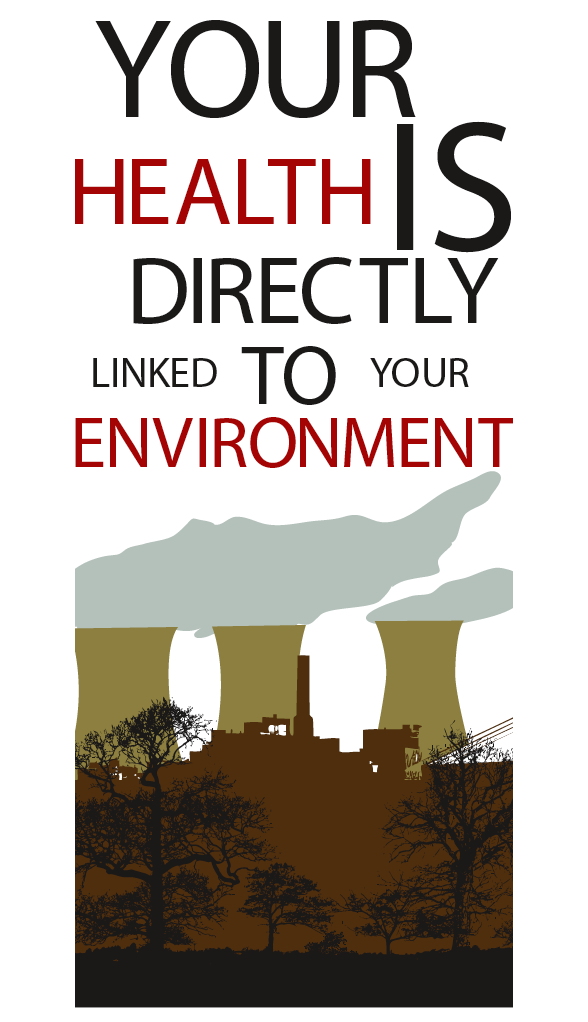 YOUR
HEALTH IS
DIRECTLY
LINKED TO YOUR
ENVIRONMENT